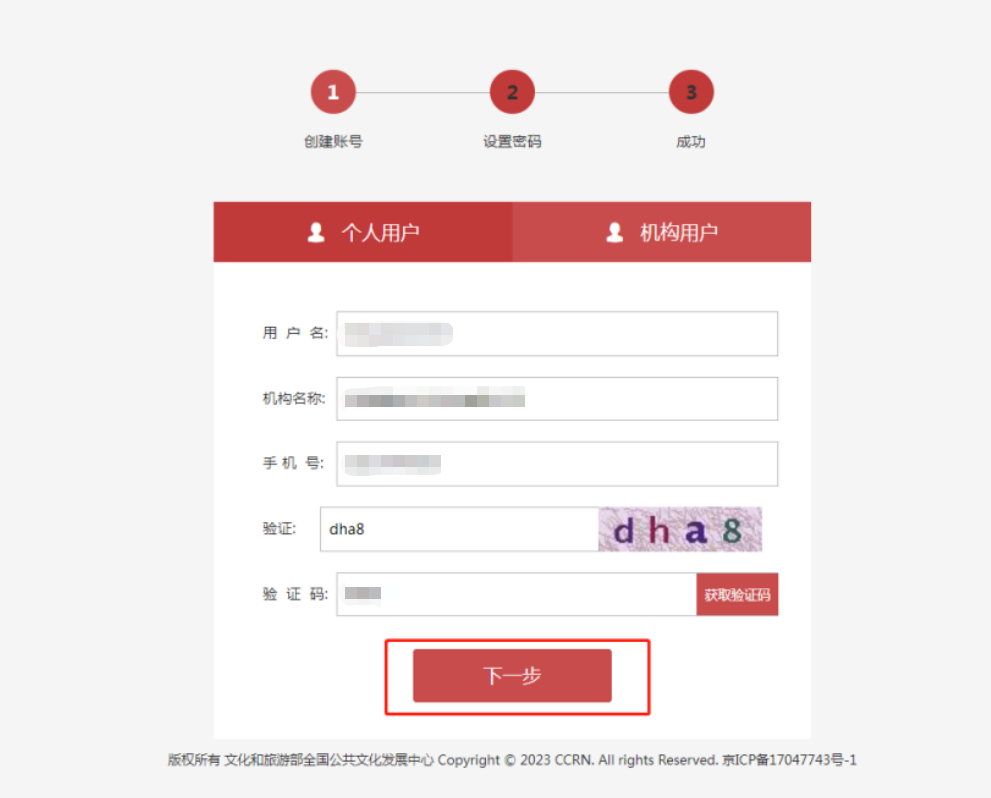 1 2 3
创建账号 设置密码 成功
个人用户 机构用户
用 户 名:
机构名称:
手 机 号:
验证: dha8 dha8
验 证 码: 获取验证码
下一步
版权所有 文化和旅游部全国公共文化发展中心 Copyright © 2023 CCRN. All rights Reserved. 京ICP备17047743号-1